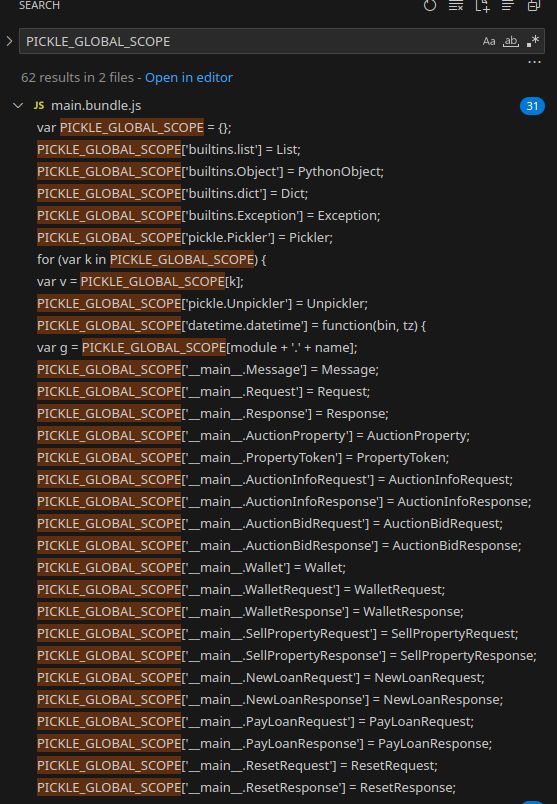 SEARCH
PICKLE_GLOBAL_SCOPE
Aa ab .*
...
62 results in 2 files - Open in editor
JS main.bundle.js 31
var PICKLE_GLOBAL_SCOPE = {};
PICKLE_GLOBAL_SCOPE['builtins.list'] = List;
PICKLE_GLOBAL_SCOPE['builtins.Object'] = PythonObject;
PICKLE_GLOBAL_SCOPE['builtins.dict'] = Dict;
PICKLE_GLOBAL_SCOPE['builtins.Exception'] = Exception;
PICKLE_GLOBAL_SCOPE['pickle.Pickler'] = Pickler;
for (var k in PICKLE_GLOBAL_SCOPE) {
var v = PICKLE_GLOBAL_SCOPE[k];
PICKLE_GLOBAL_SCOPE['pickle.Unpickler'] = Unpickler;
PICKLE_GLOBAL_SCOPE['datetime.datetime'] = function(bin, tz) {
var g = PICKLE_GLOBAL_SCOPE[module + '.' + name];
PICKLE_GLOBAL_SCOPE['__main__.Message'] = Message;
PICKLE_GLOBAL_SCOPE['__main__.Request'] = Request;
PICKLE_GLOBAL_SCOPE['__main__.Response'] = Response;
PICKLE_GLOBAL_SCOPE['__main__.AuctionProperty'] = AuctionProperty;
PICKLE_GLOBAL_SCOPE['__main__.PropertyToken'] = PropertyToken;
PICKLE_GLOBAL_SCOPE['__main__.AuctionInfoRequest'] = AuctionInfoRequest;
PICKLE_GLOBAL_SCOPE['__main__.AuctionInfoResponse'] = AuctionInfoResponse;
PICKLE_GLOBAL_SCOPE['__main__.AuctionBidRequest'] = AuctionBidRequest;
PICKLE_GLOBAL_SCOPE['__main__.AuctionBidResponse'] = AuctionBidResponse;
PICKLE_GLOBAL_SCOPE['__main__.Wallet'] = Wallet;
PICKLE_GLOBAL_SCOPE['__main__.WalletRequest'] = WalletRequest;
PICKLE_GLOBAL_SCOPE['__main__.WalletResponse'] = WalletResponse;
PICKLE_GLOBAL_SCOPE['__main__.SellPropertyRequest'] = SellPropertyRequest;
PICKLE_GLOBAL_SCOPE['__main__.SellPropertyResponse'] = SellPropertyResponse;
PICKLE_GLOBAL_SCOPE['__main__.NewLoanRequest'] = NewLoanRequest;
PICKLE_GLOBAL_SCOPE['__main__.NewLoanResponse'] = NewLoanResponse;
PICKLE_GLOBAL_SCOPE['__main__.PayLoanRequest'] = PayLoanRequest;
PICKLE_GLOBAL_SCOPE['__main__.PayLoanResponse'] = PayLoanResponse;
PICKLE_GLOBAL_SCOPE['__main__.ResetRequest'] = ResetRequest;
PICKLE_GLOBAL_SCOPE['__main__.ResetResponse'] = ResetResponse;